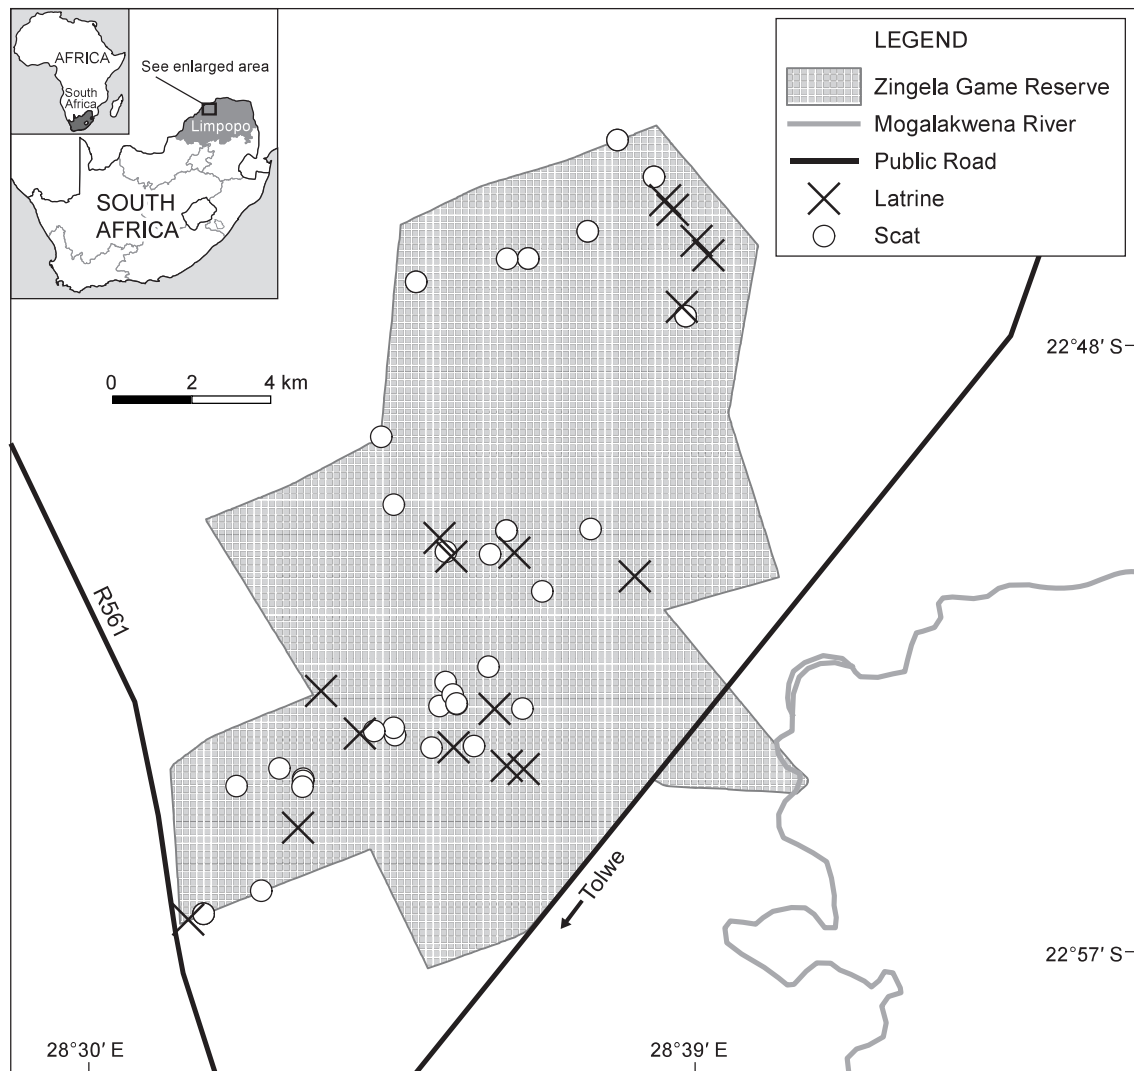 AFRICA
South
Africa
See enlarged area
Limpopo
SOUTH
AFRICA
LEGEND
Zingela Game Reserve
Mogalakwena River
Public Road
Latrine
Scat
22°48′ S
0 2 4 km
R561
Tolwe
22°57′ S
28°30′ E
28°39′ E